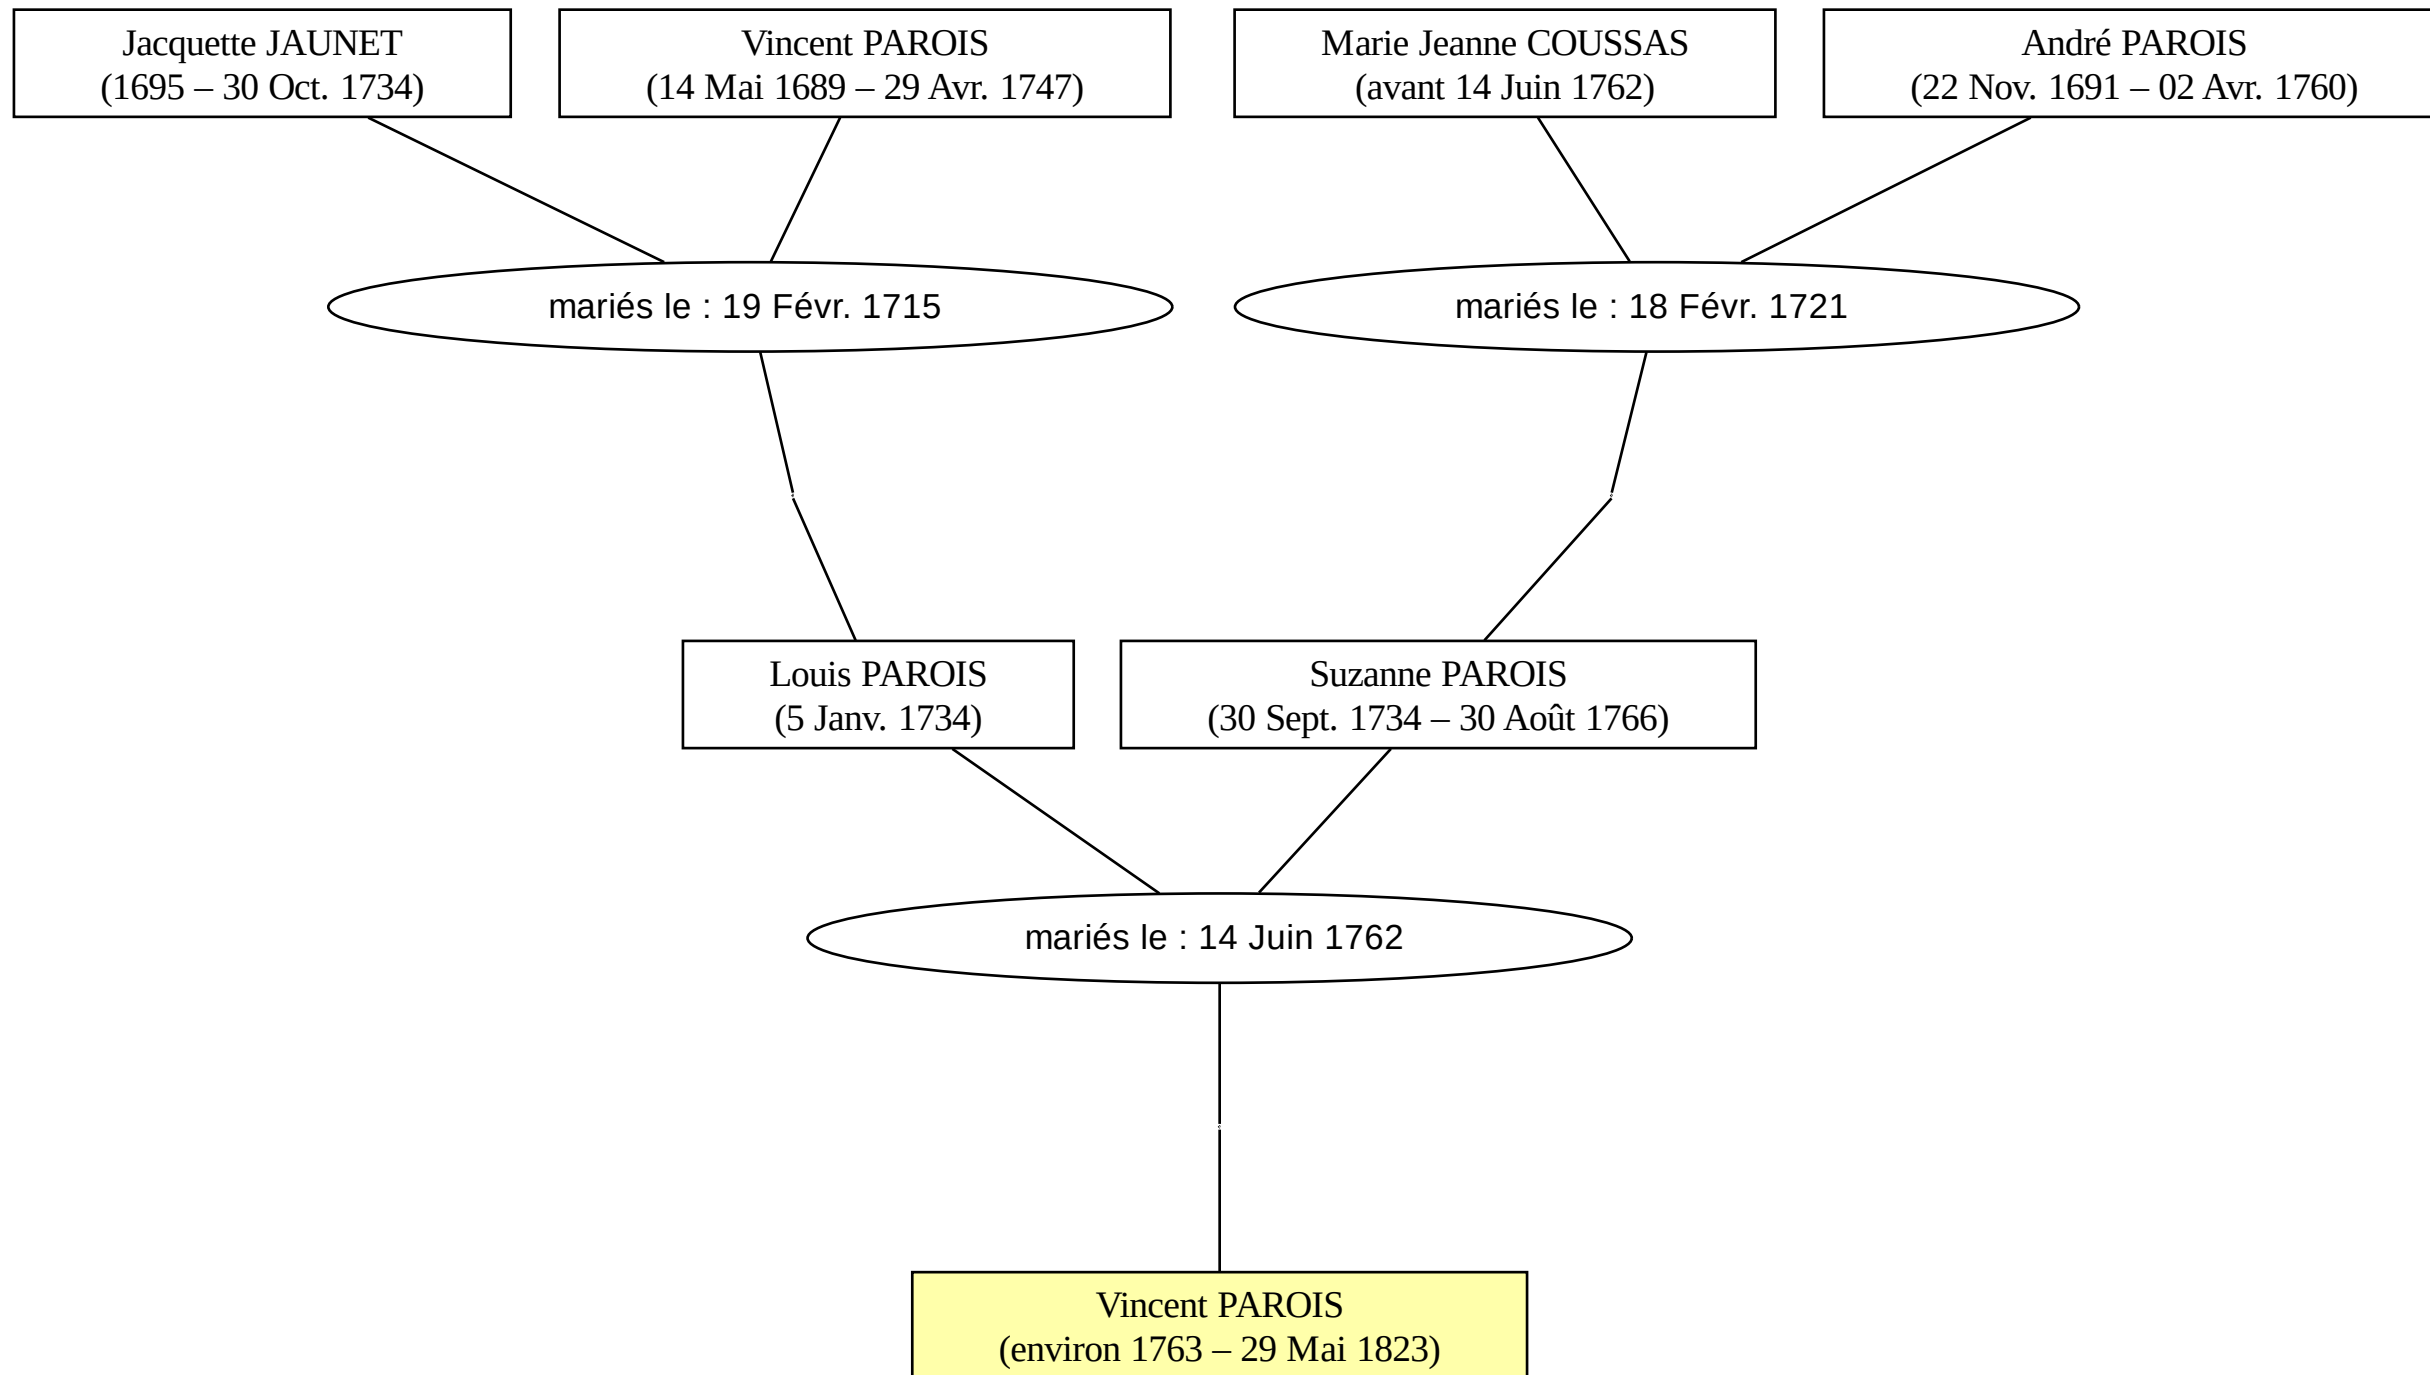 Jacquette JAUNET
(1695 – 30 Oct. 1734)
Vincent PAROIS
(14 Mai 1689 – 29 Avr. 1747)
Marie Jeanne COUSSAS
(avant 14 Juin 1762)
André PAROIS
(22 Nov. 1691 – 02 Avr. 1760)
mariés le : 19 Févr. 1715
mariés le : 18 Févr. 1721
Louis PAROIS
(5 Janv. 1734)
Suzanne PAROIS
(30 Sept. 1734 – 30 Août 1766)
mariés le : 14 Juin 1762
Vincent PAROIS
(environ 1763 – 29 Mai 1823)